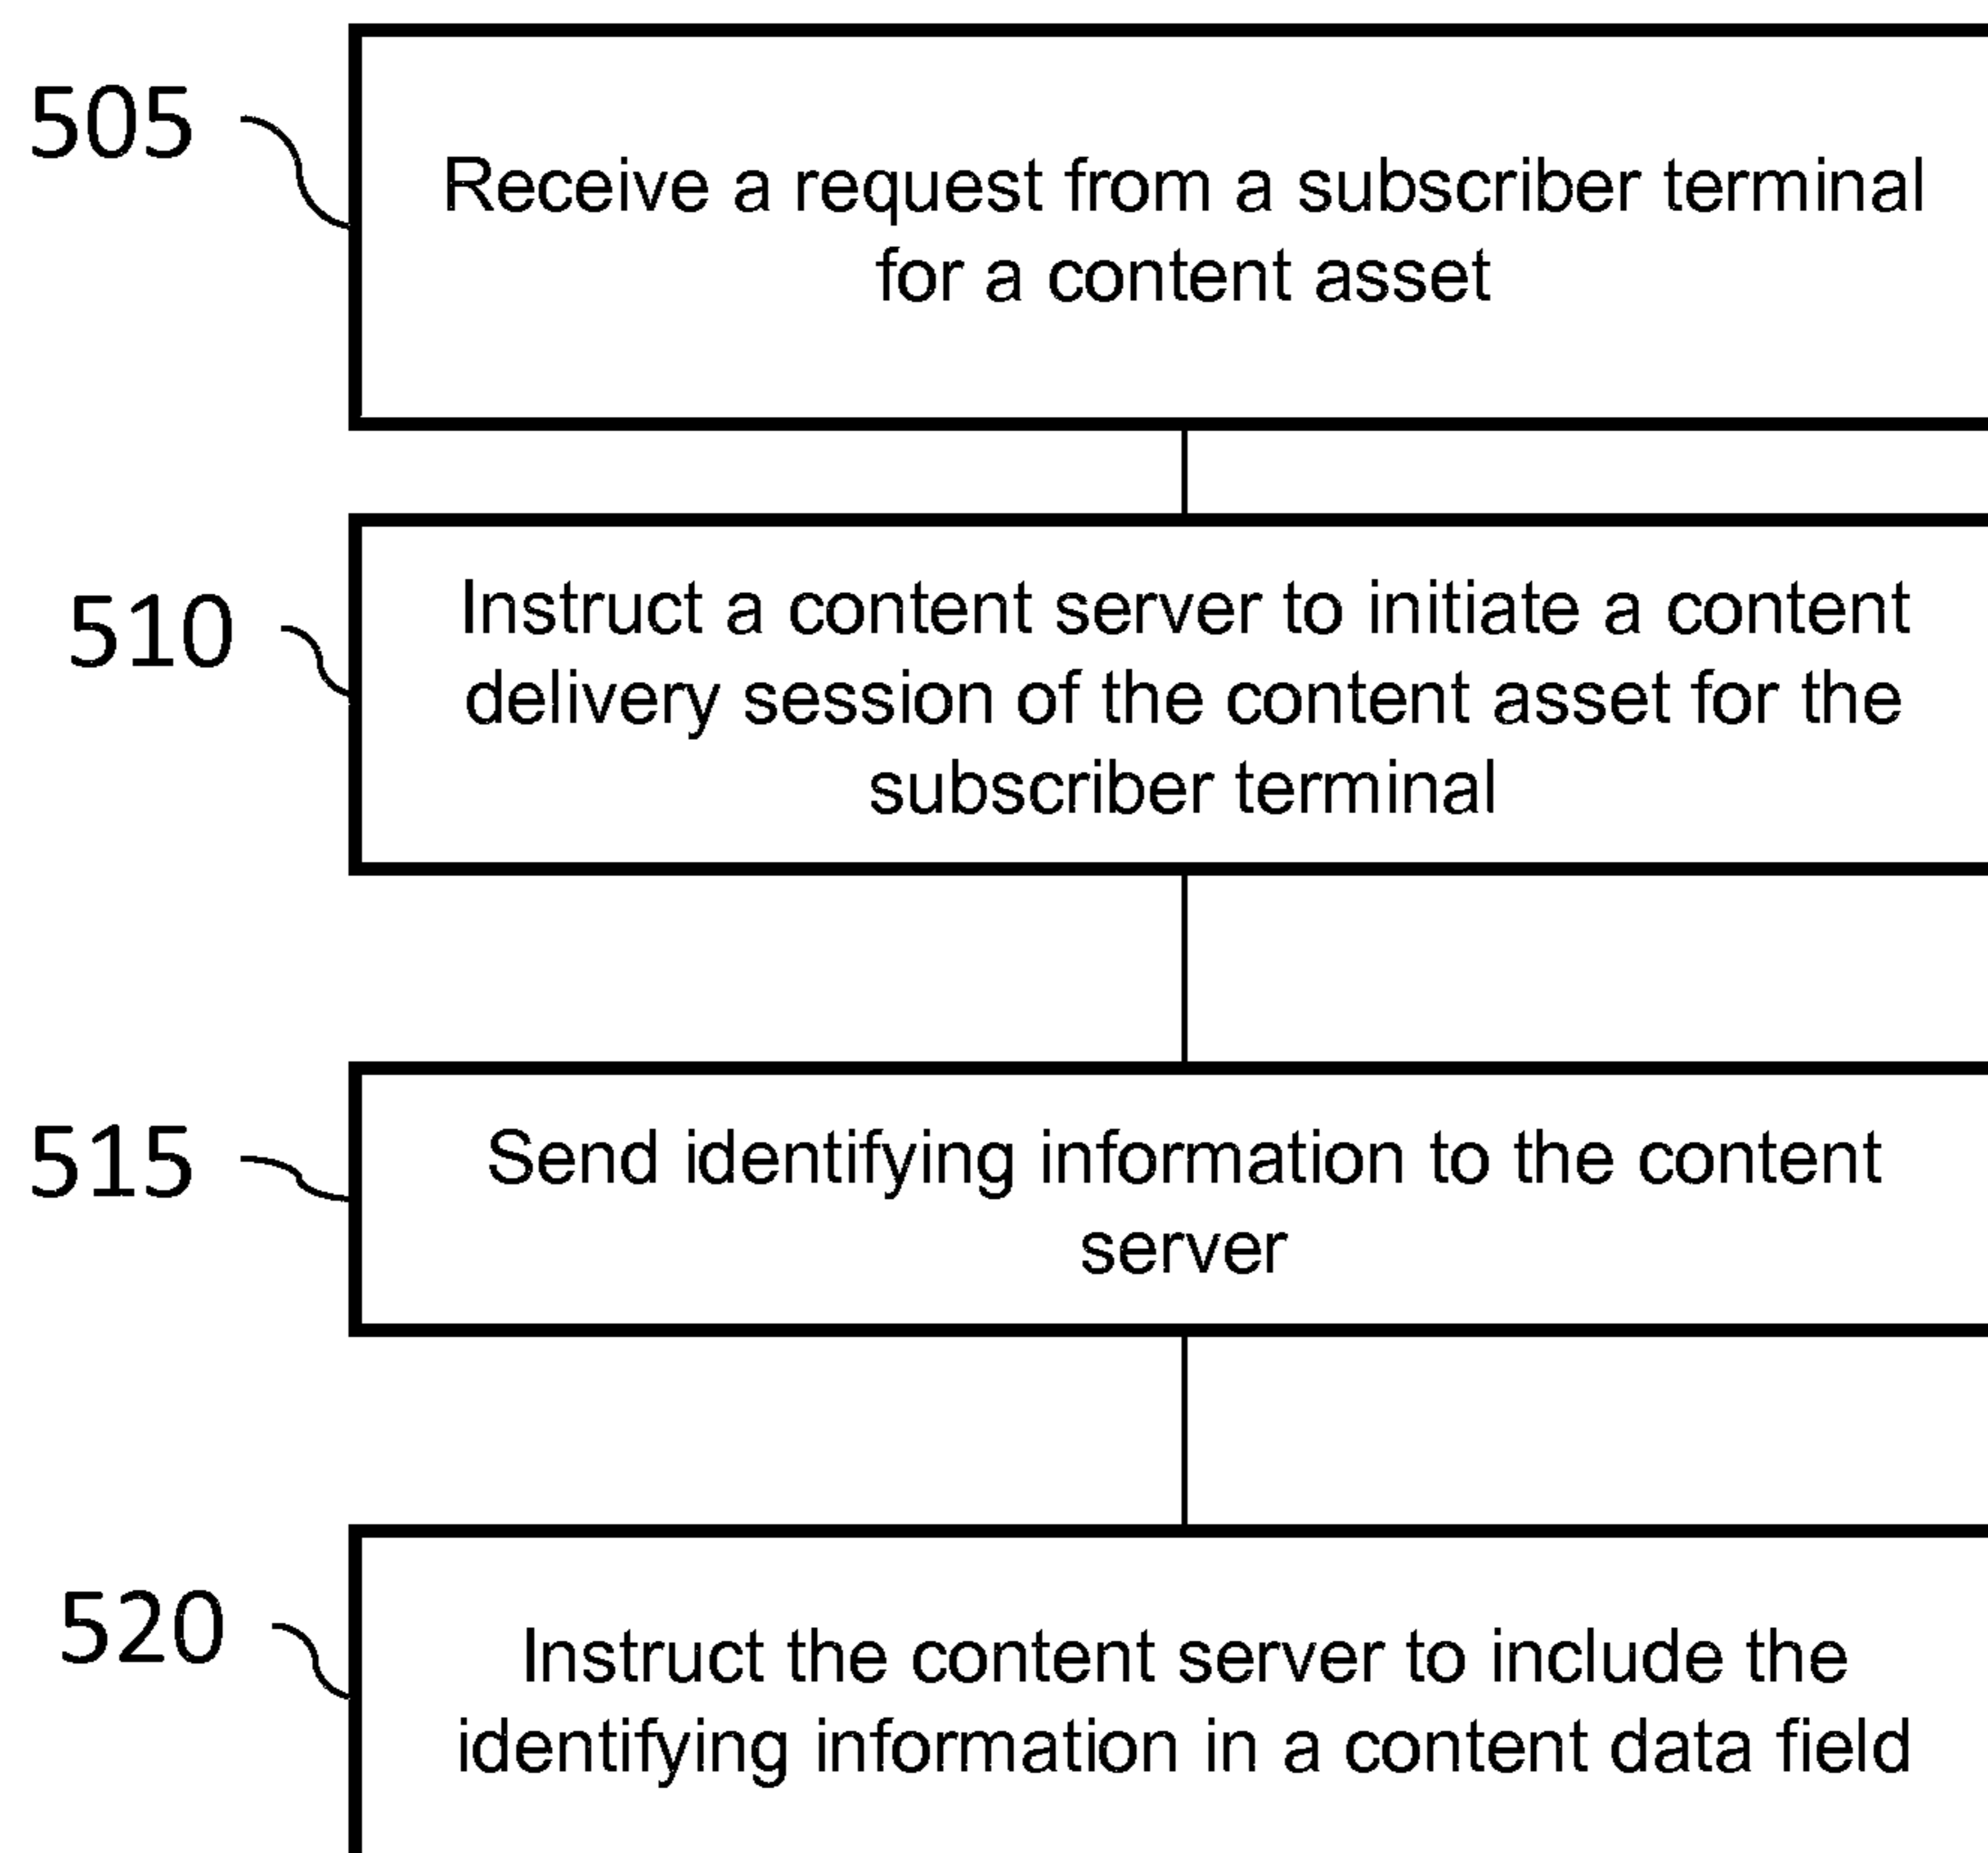 505
Receive a request from a subscriber terminal
for a content asset
510
Instruct a content server to initiate a content
delivery session of the content asset for the
subscriber terminal
515
Send identifying information to the content
server
520
Instruct the content server to include the
identifying information in a content data field